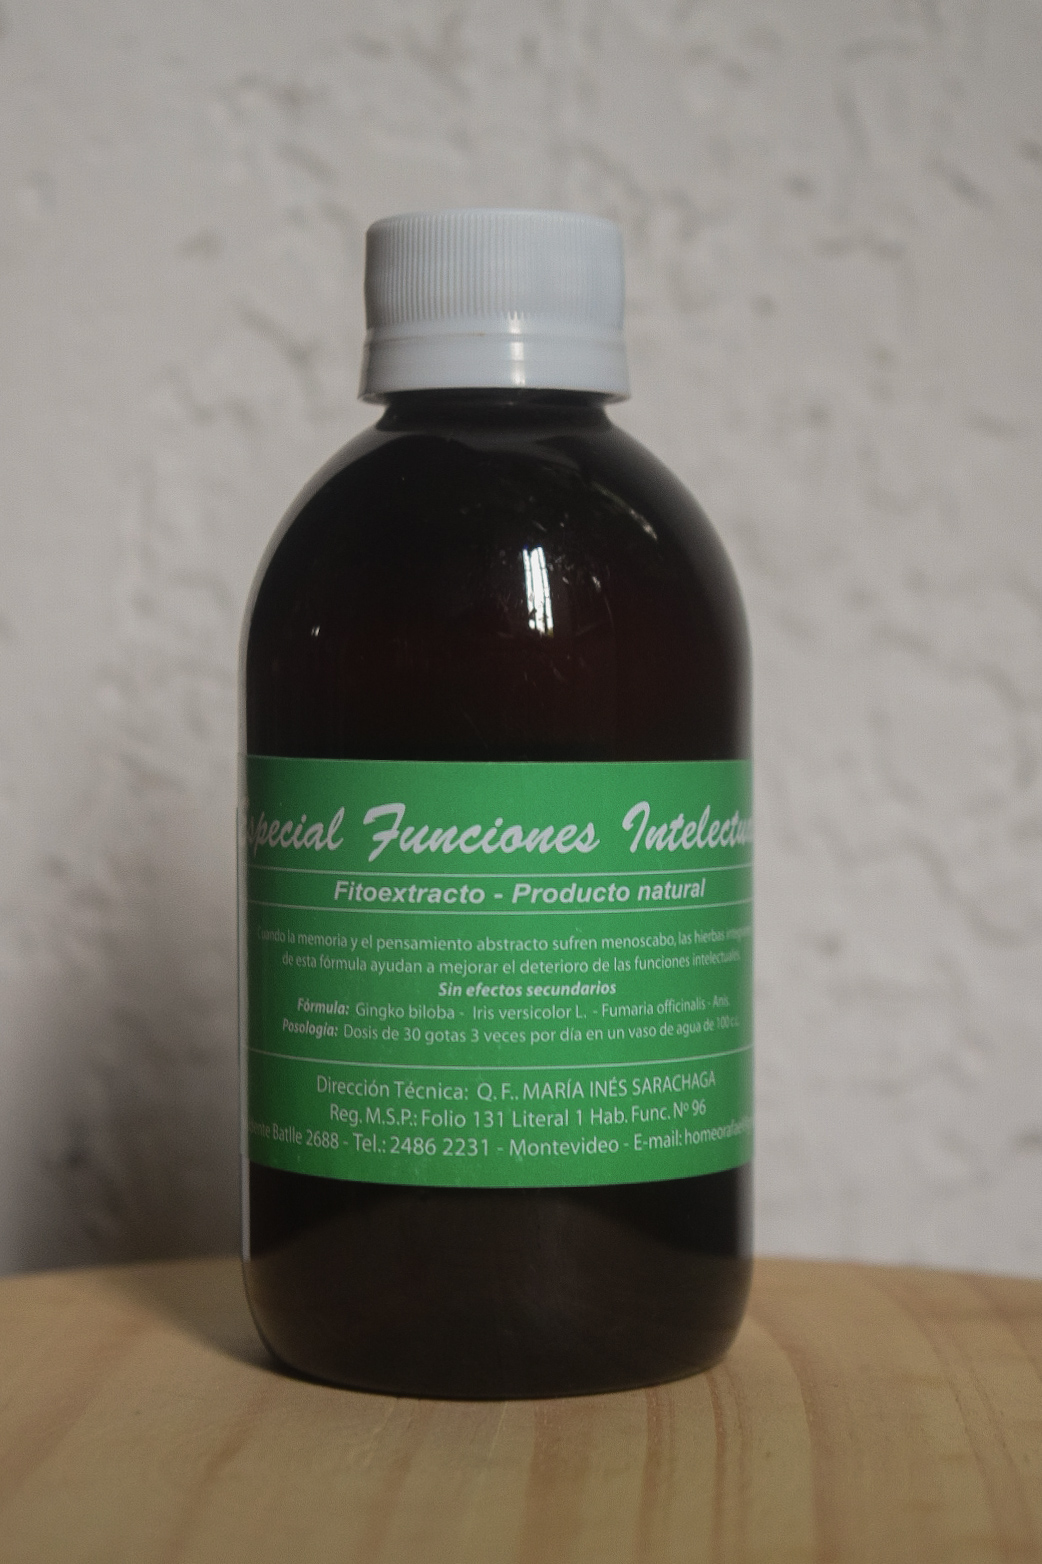 special Funciones Intelectua
Fitoextracto - Producto natural
Cuando la memoria y el pensamiento abstracto sufren menoscabo, las hierbas
de esta fórmula ayudan a mejorar el deterioro de las funciones intelectuales.
Sin efectos secundarios
Fórmula: Gingko biloba - Iris versicolor L. - Fumaria officinalis - Anís.
Posología: Dosis de 30 gotas 3 veces por día en un vaso de agua de 100 c.c.
Dirección Técnica: Q. F.. MARÍA INÉS SARACHAGA
Reg. M.S.P.: Folio 131 Literal 1 Hab. Func. Nº 96
Batlle 2688 - Tel.: 2486 2231 - Montevideo - E-mail: homeorafael